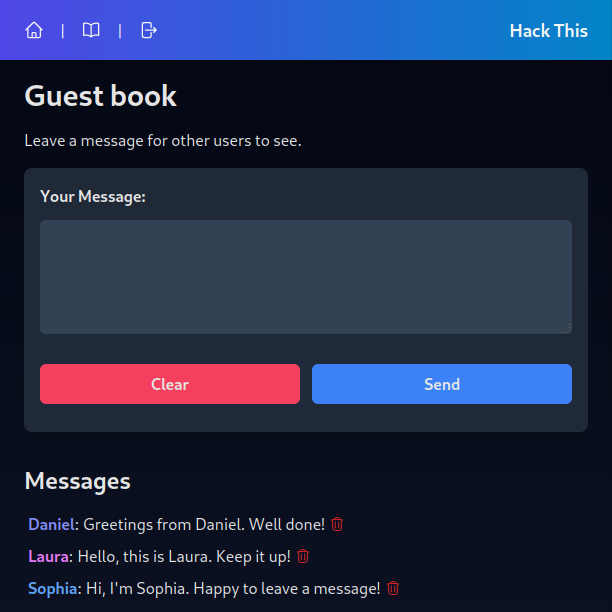 | |
Hack This
Guest book
Leave a message for other users to see.
Your Message:
Clear
Send
Messages
Daniel: Greetings from Daniel. Well done!
Laura: Hello, this is Laura. Keep it up!
Sophia: Hi, I'm Sophia. Happy to leave a message!